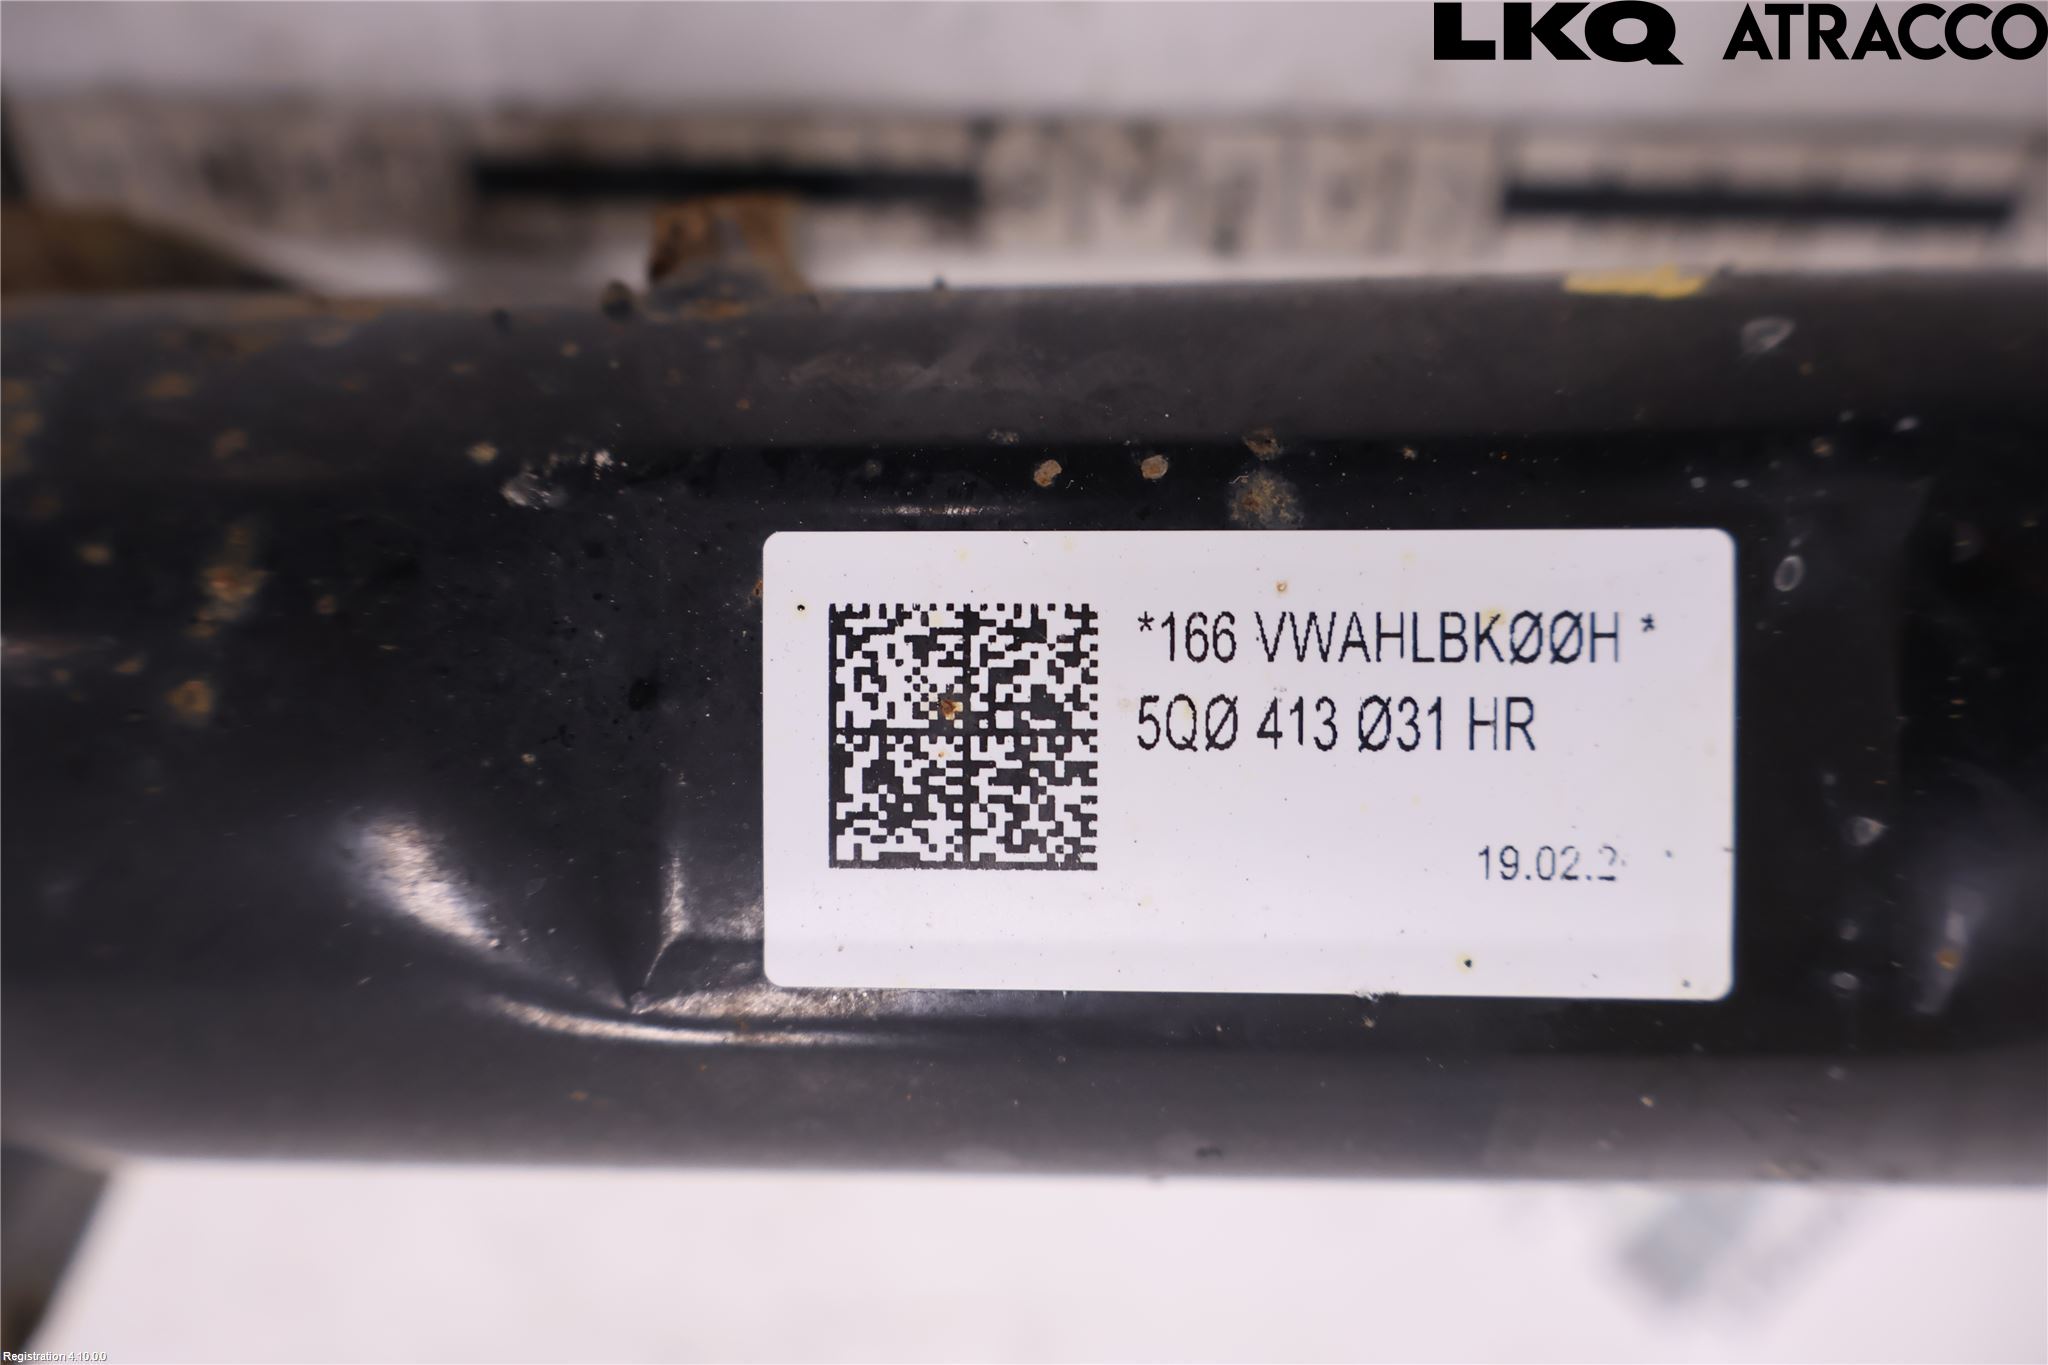 LKQ ATRACCO
*166 VWAHLBKØØH *
5QØ 413 Ø31 HR
19.02.2
Registration 4.10.0.0